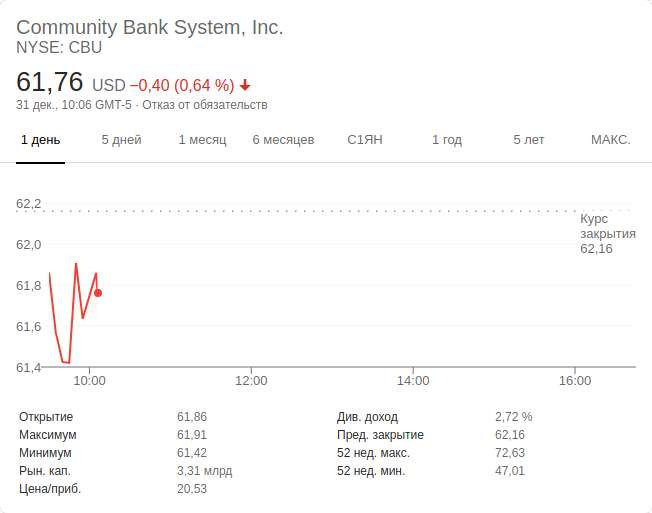 Community Bank System, Inc.
NYSE: CBU
61,76 USD −0,40 (0,64 %)
31 дек., 10:06 GMT-5 · Отказ от обязательств
1 день 5 дней 1 месяц 6 месяцев С1ЯН 1 год 5 лет МАКС.
62,2
Курс
закрытия
62,16
62,0
61,8
61,6
61,4
10:00 12:00 14:00 16:00
Открытие 61,86 Див. доход 2,72 %
Максимум 61,91 Пред. закрытие 62,16
Минимум 61,42 52 нед. макс. 72,63
Рын. кап. 3,31 млрд 52 нед. мин. 47,01
Цена/приб. 20,53